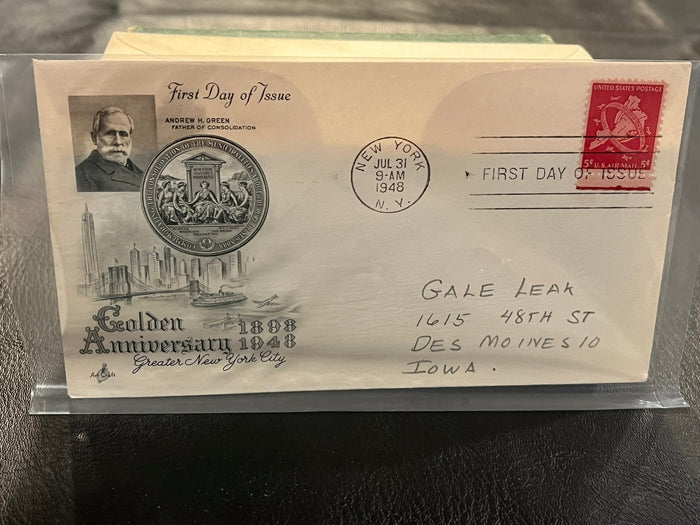 First Day of Issue
ANDREW H. GREEN
FATHER OF CONSOLIDATION
Golden
Anniversary
1898
1948
Greater New York City
ArtCraft
NEW YORK
JUL 31
9-AM
1948
N. Y.
FIRST DAY OF ISSUE
UNITED STATES POSTAGE
5¢ U.S. AIR MAIL 5¢
GALE LEAK
1615 48TH ST
DES MOINES 10
IOWA.